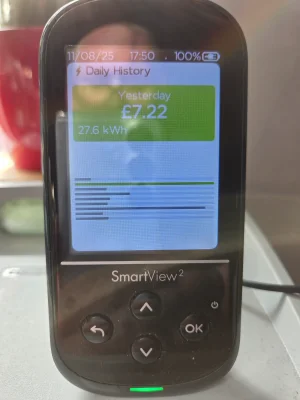 11/08/25 17:50 100%
Daily History
Yesterday
£7.22
27.6 kWh
SmartView²
OK